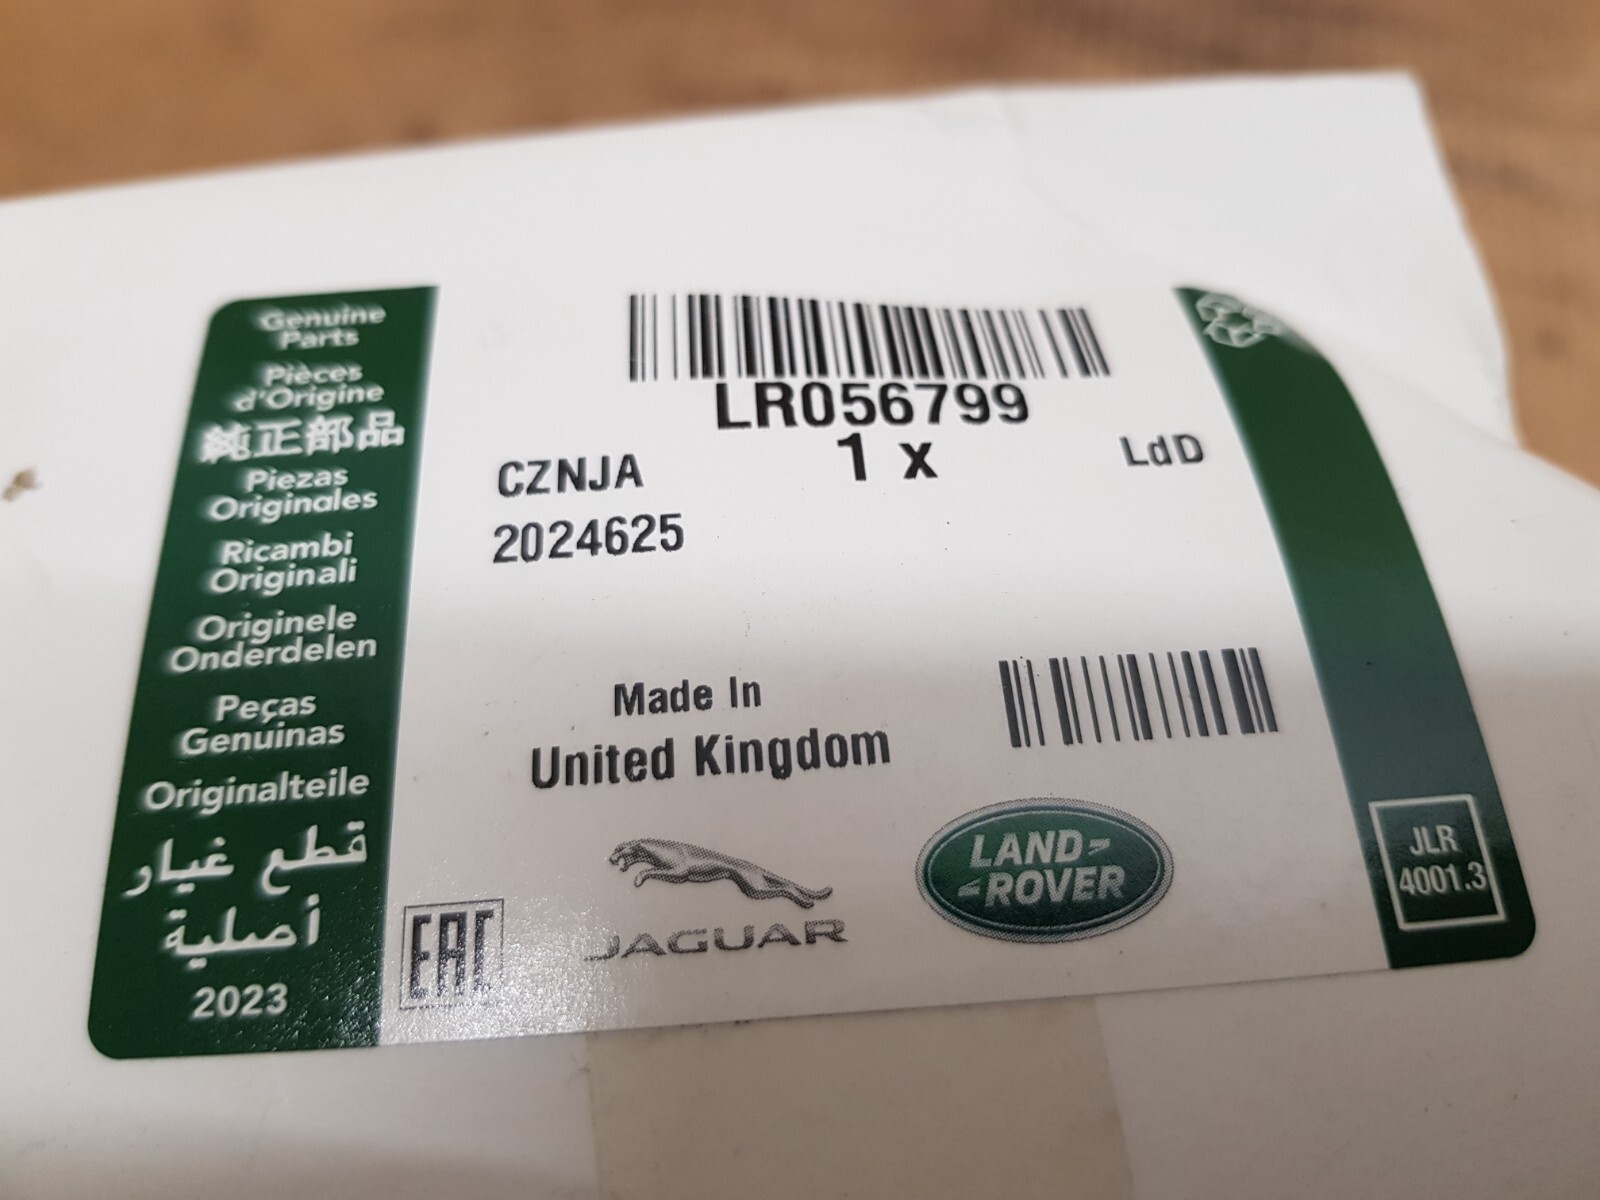 Genuine
Parts
Pièces
d'Origine
純正部品
Piezas
Originales
Ricambi
Originali
Originele
Onderdelen
Peças
Genuinas
Originalteile
قطع غيار
أصلية
2023
LR056799
1 x
CZNJA
LdD
2024625
Made In
United Kingdom
EAC
JAGUAR
LAND-
-ROVER
JLR
4001.3